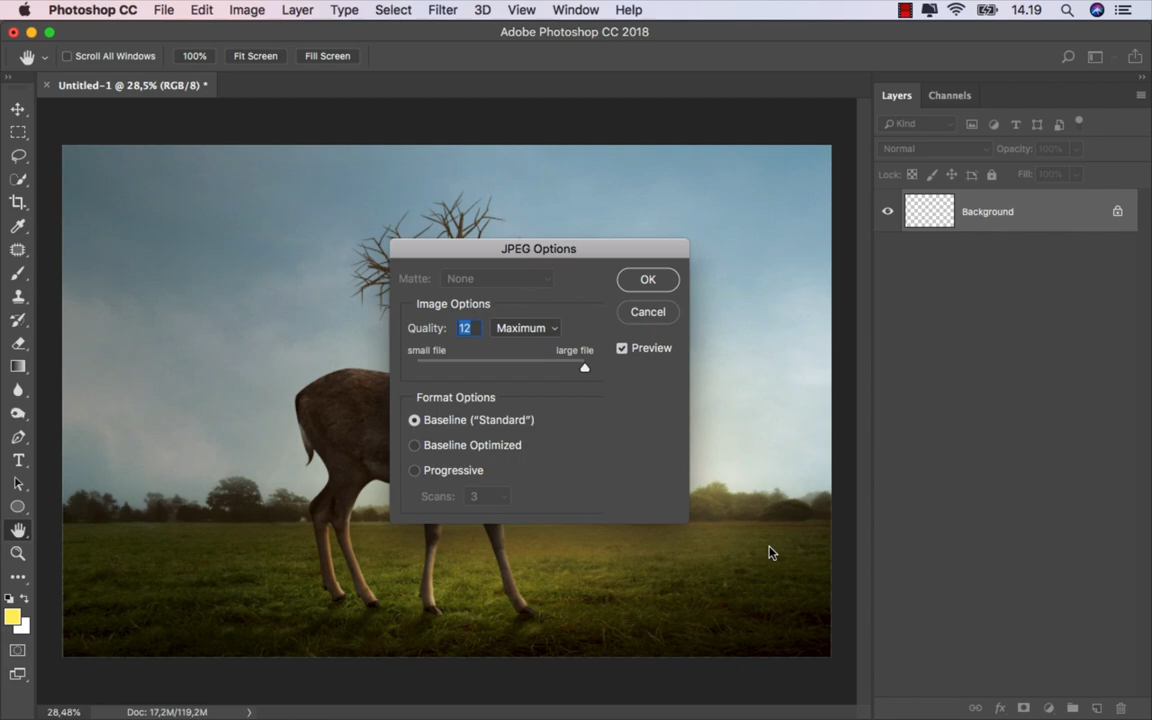 Photoshop CC File Edit Image Layer Type Select Filter 3D View Window Help 14.19
Adobe Photoshop CC 2018
Scroll All Windows 100% Fit Screen Fill Screen
Untitled-1 @ 28,5% (RGB/8) *
Layers Channels
Kind
Normal Opacity: 100%
Lock: Fill: 100%
Background
JPEG Options
Matte: None
OK
Image Options
Cancel
Quality: 12 Maximum
small file large file
Preview
Format Options
Baseline (“Standard”)
Baseline Optimized
Progressive
Scans: 3
28,48% Doc: 17,2M/119,2M